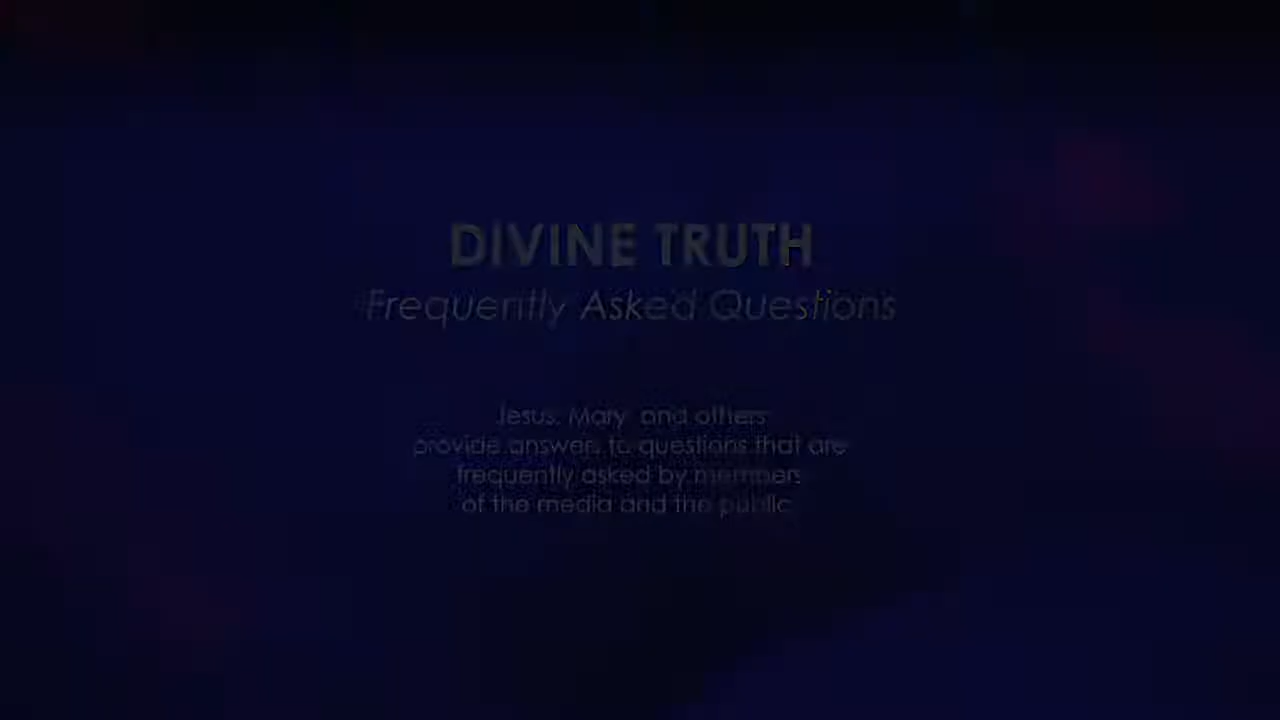 DIVINE TRUTH
Frequently Asked Questions
Jesus, Mary, and others
provide answers to questions that are
frequently asked by members
of the media and the public